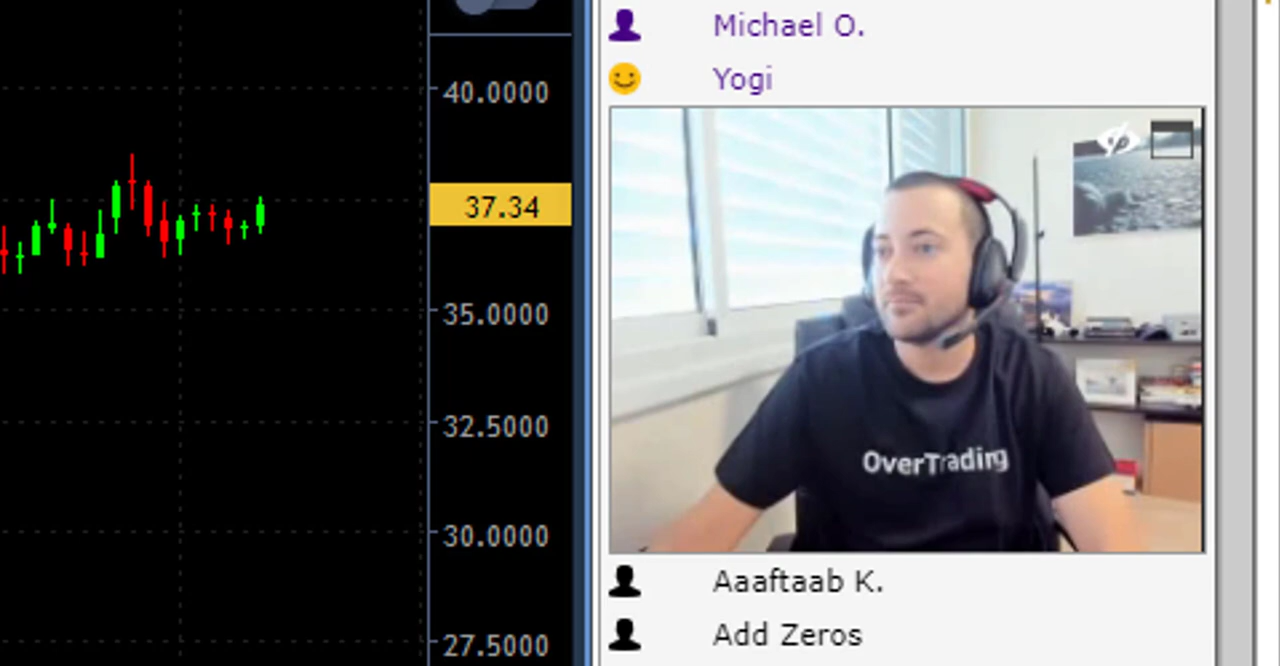 40.0000
37.34
35.0000
32.5000
30.0000
27.5000
Michael O.
Yogi
OverTrading
Aaaftaab K.
Add Zeros